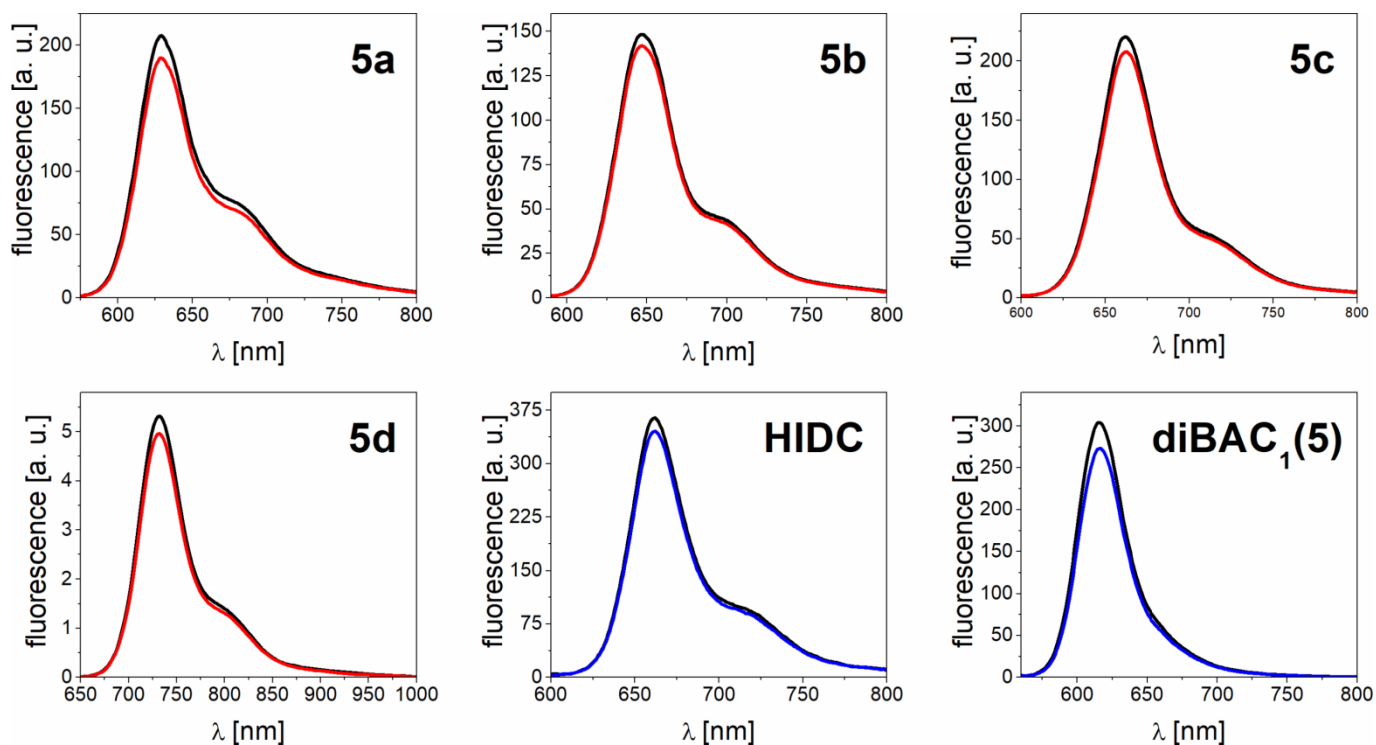 5a
fluorescence [a. u.]
200
150
100
50
0
600 650 700 750 800
λ [nm]
5b
fluorescence [a. u.]
150
125
100
75
50
25
0
600 650 700 750 800
λ [nm]
5c
fluorescence [a. u.]
200
150
100
50
0
600 650 700 750 800
λ [nm]
5d
fluorescence [a. u.]
5
4
3
2
1
0
650 700 750 800 850 900 950 1000
λ [nm]
HIDC
fluorescence [a. u.]
375
300
225
150
75
0
600 650 700 750 800
λ [nm]
diBAC₁(5)
fluorescence [a. u.]
300
250
200
150
100
50
0
600 650 700 750 800
λ [nm]